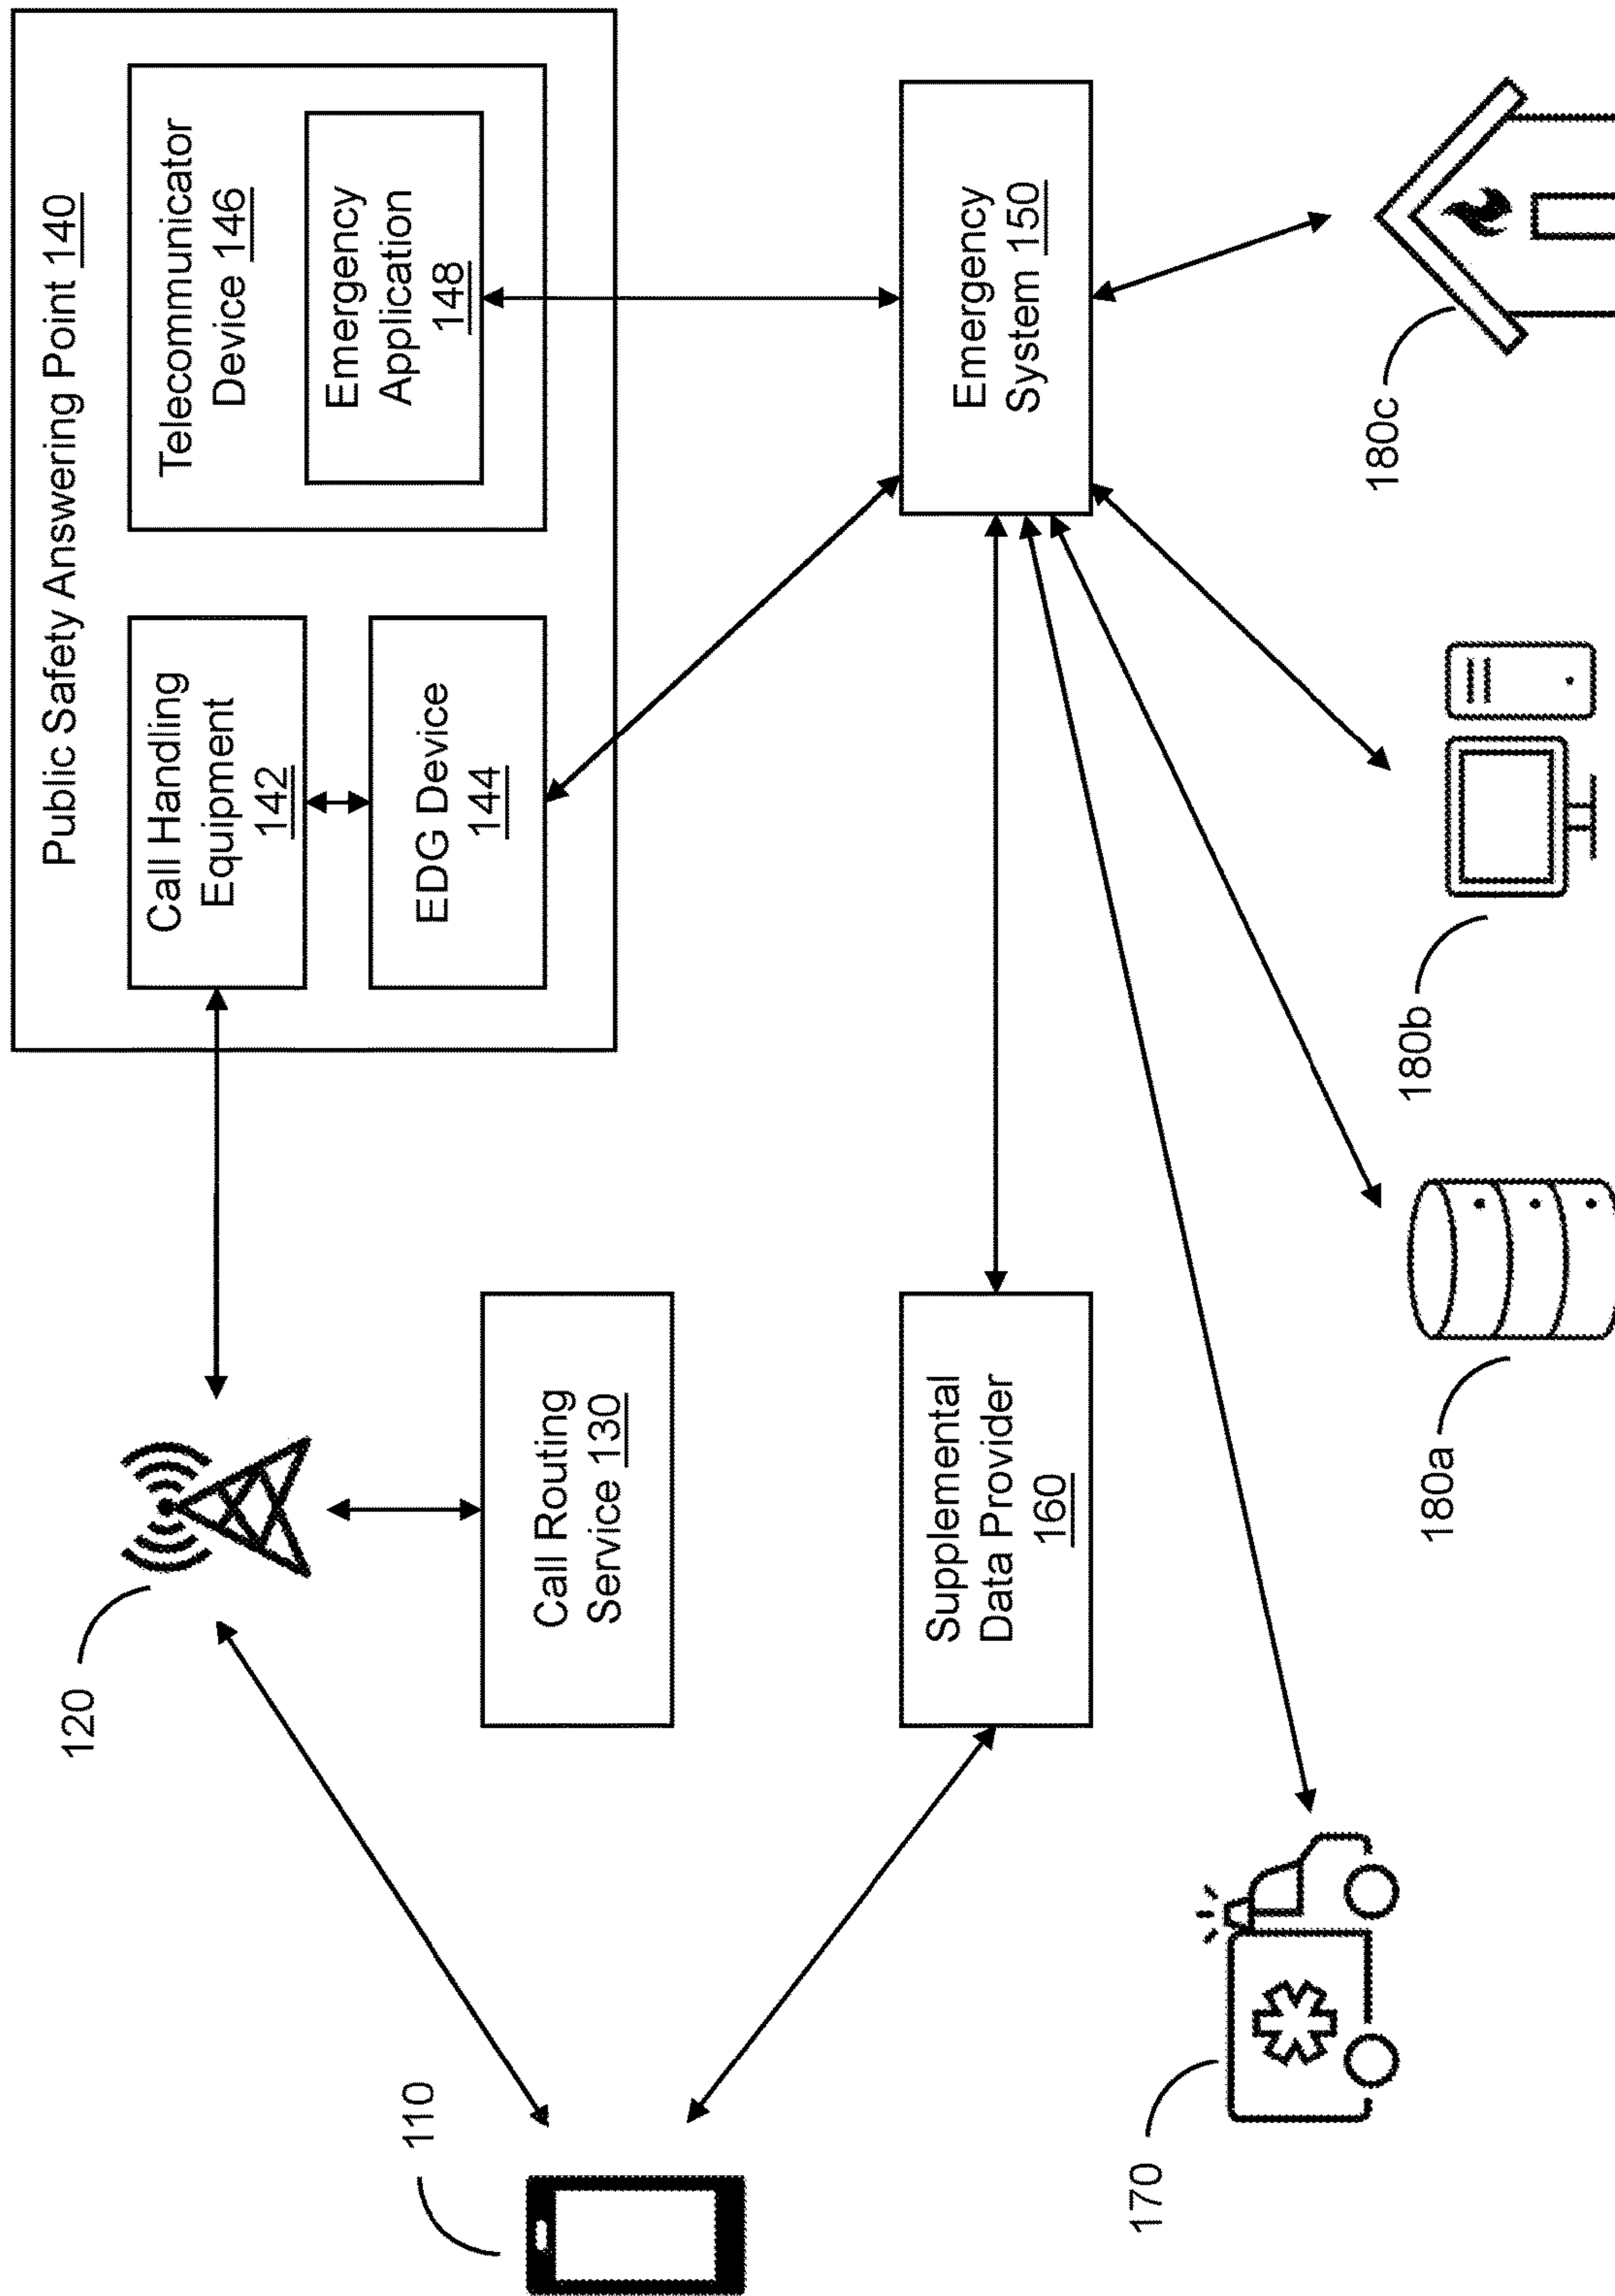 110
120
Call Routing
Service 130
Public Safety Answering Point 140
Call Handling
Equipment
142
EDG Device
144
Telecommunicator
Device 146
Emergency
Application
148
Supplemental
Data Provider
160
Emergency
System 150
170
180a
180b
180c